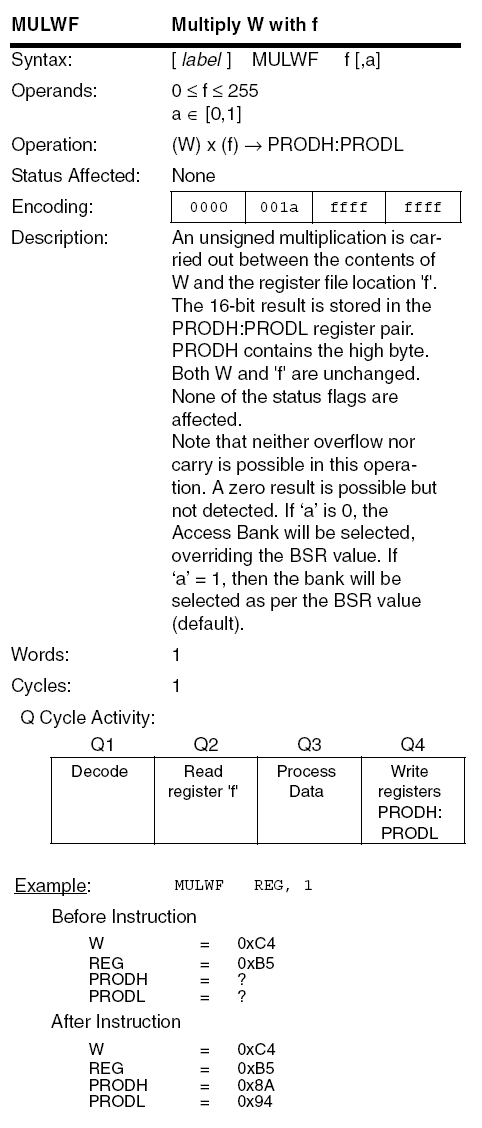 MULWF Multiply W with f
Syntax: [ label ] MULWF f [,a]
Operands: 0 ≤ f ≤ 255
a ∈ [0,1]
Operation: (W) x (f) → PRODH:PRODL
Status Affected: None
Encoding: 0000 001a ffff ffff
Description: An unsigned multiplication is car-
ried out between the contents of
W and the register file location 'f'.
The 16-bit result is stored in the
PRODH:PRODL register pair.
PRODH contains the high byte.
Both W and 'f' are unchanged.
None of the status flags are
affected.
Note that neither overflow nor
carry is possible in this opera-
tion. A zero result is possible but
not detected. If ‘a’ is 0, the
Access Bank will be selected,
overriding the BSR value. If
‘a’ = 1, then the bank will be
selected as per the BSR value
(default).
Words: 1
Cycles: 1
Q Cycle Activity:
Q1 Q2 Q3 Q4
Decode Read Process Write
register 'f' Data registers
PRODH:
PRODL
Example: MULWF REG, 1
Before Instruction
W = 0xC4
REG = 0xB5
PRODH = ?
PRODL = ?
After Instruction
W = 0xC4
REG = 0xB5
PRODH = 0x8A
PRODL = 0x94